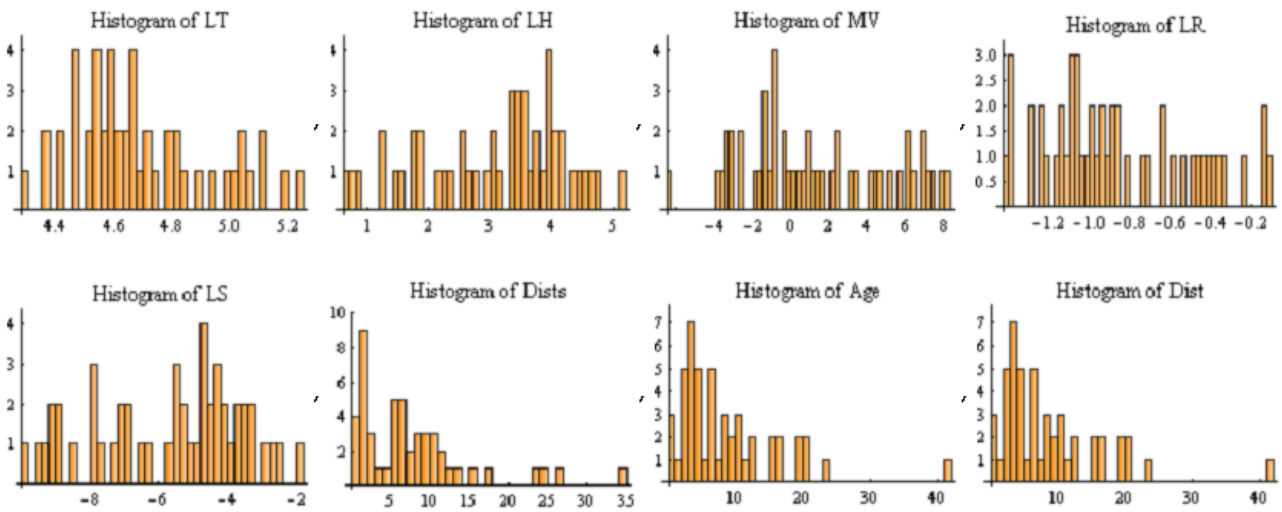 Histogram of LT
4
3
2
1
4.4 4.6 4.8 5.0 5.2
,
Histogram of LH
4
3
2
1
1 2 3 4 5
,
Histogram of MV
4
3
2
1
-4 -2 0 2 4 6 8
,
Histogram of LR
3.0
2.5
2.0
1.5
1.0
0.5
-1.2 -1.0 -0.8 -0.6 -0.4 -0.2
Histogram of LS
4
3
2
1
-8 -6 -4 -2
,
Histogram of Dists
10
8
6
4
2
5 10 15 20 25 30 35
,
Histogram of Age
7
6
5
4
3
2
1
10 20 30 40
,
Histogram of Dist
7
6
5
4
3
2
1
10 20 30 40